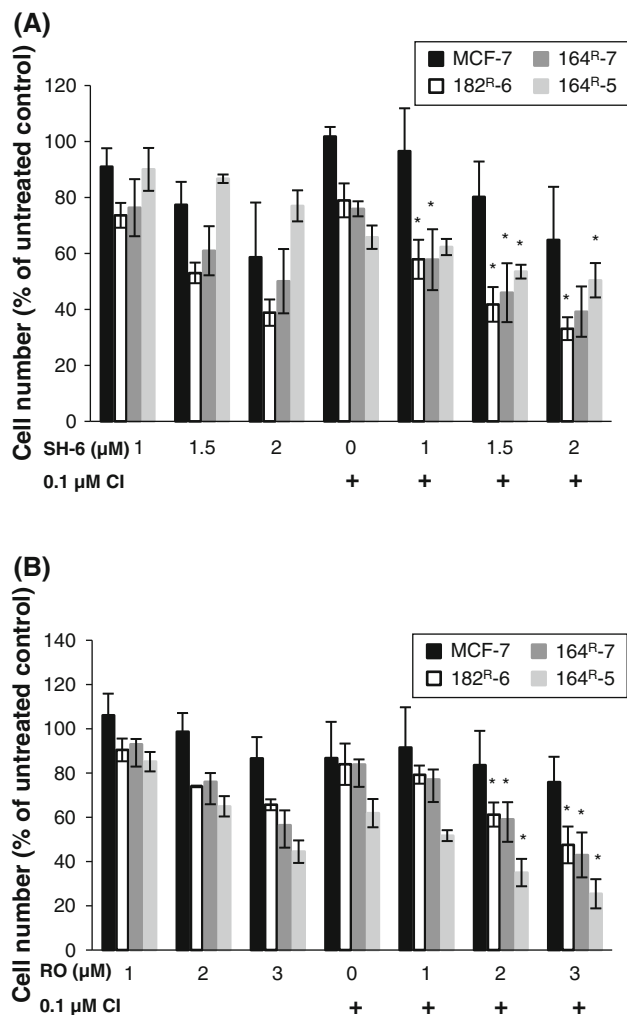 (A)
MCF-7 164ᴿ-7
182ᴿ-6 164ᴿ-5
Cell number (% of untreated control)
120
100
80
60
40
20
0
* *
* * *
* *
SH-6 (µM) 1 1.5 2 0 1 1.5 2
0.1 µM CI + + + +
(B)
MCF-7 164ᴿ-7
182ᴿ-6 164ᴿ-5
Cell number (% of untreated control)
140
120
100
80
60
40
20
0
* * *
* * *
RO (µM) 1 2 3 0 1 2 3
0.1 µM CI + + + +